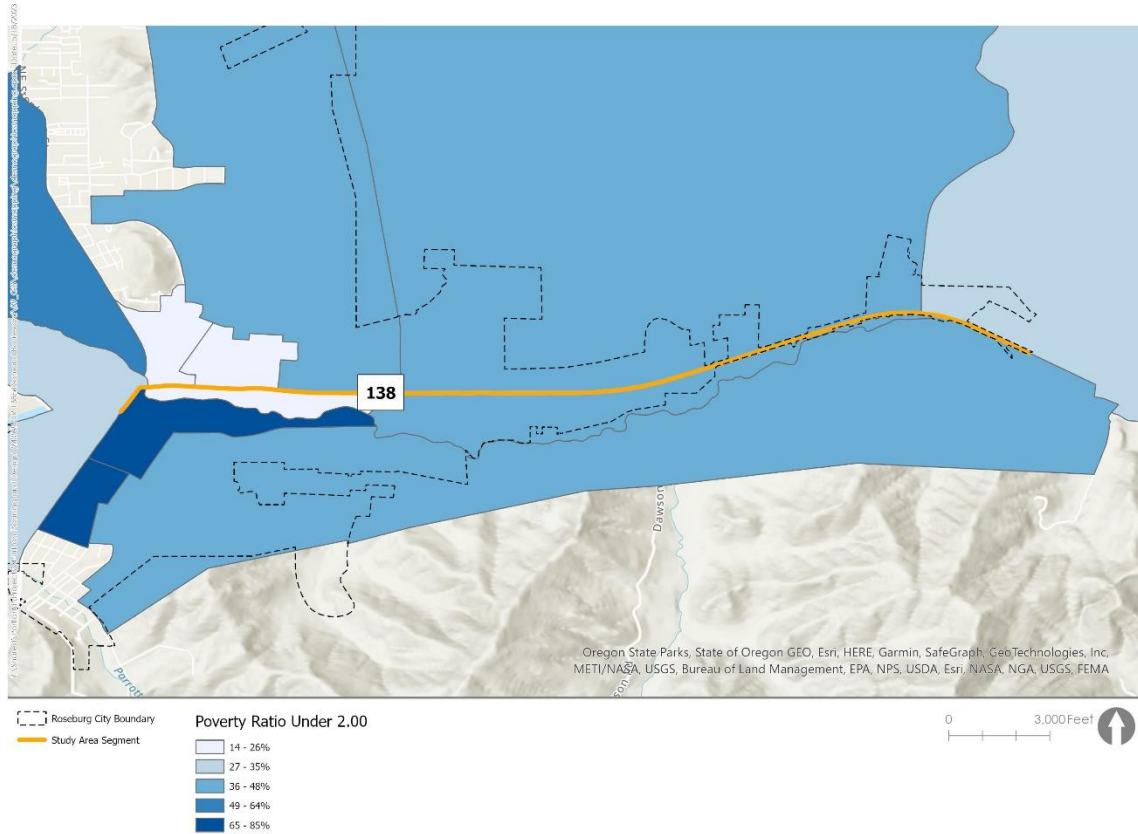 138
Dawson
Parrott
Oregon State Parks, State of Oregon GEO, Esri, HERE, Garmin, SafeGraph, GeoTechnologies, Inc,
METI/NASA, USGS, Bureau of Land Management, EPA, NPS, USDA, Esri, NASA, NGA, USGS, FEMA
Roseburg City Boundary
Study Area Segment
Poverty Ratio Under 2.00
14 - 26%
27 - 35%
36 - 48%
49 - 64%
65 - 85%
0
3,000 Feet